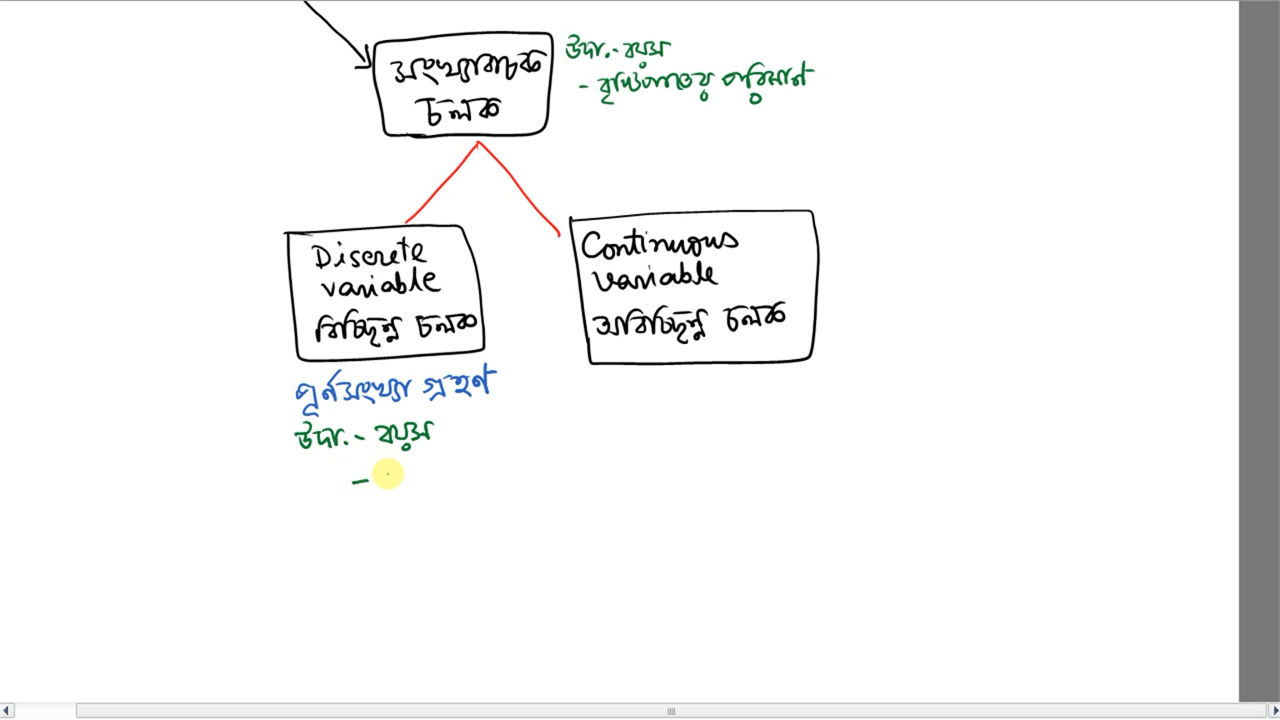 সংখ্যাবাচক
চলক
উদা.- বয়স
- বৃষ্টিপাতের পরিমাণ
Discrete
variable
বিচ্ছিন্ন চলক
Continuous
variable
অবিচ্ছিন্ন চলক
পূর্ণসংখ্যা গ্রহণ
উদা.- বয়স
-